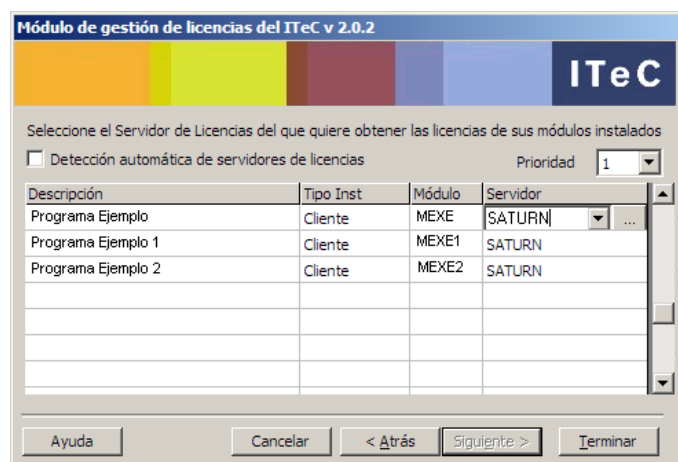 Módulo de gestión de licencias del ITeC v 2.0.2
ITeC
Seleccione el Servidor de Licencias del que quiere obtener las licencias de sus módulos instalados
Detección automática de servidores de licencias Prioridad 1
Descripción Tipo Inst Módulo Servidor
Programa Ejemplo Cliente MEXE SATURN ...
Programa Ejemplo 1 Cliente MEXE1 SATURN
Programa Ejemplo 2 Cliente MEXE2 SATURN
Ayuda Cancelar < Atrás Siguiente > Terminar